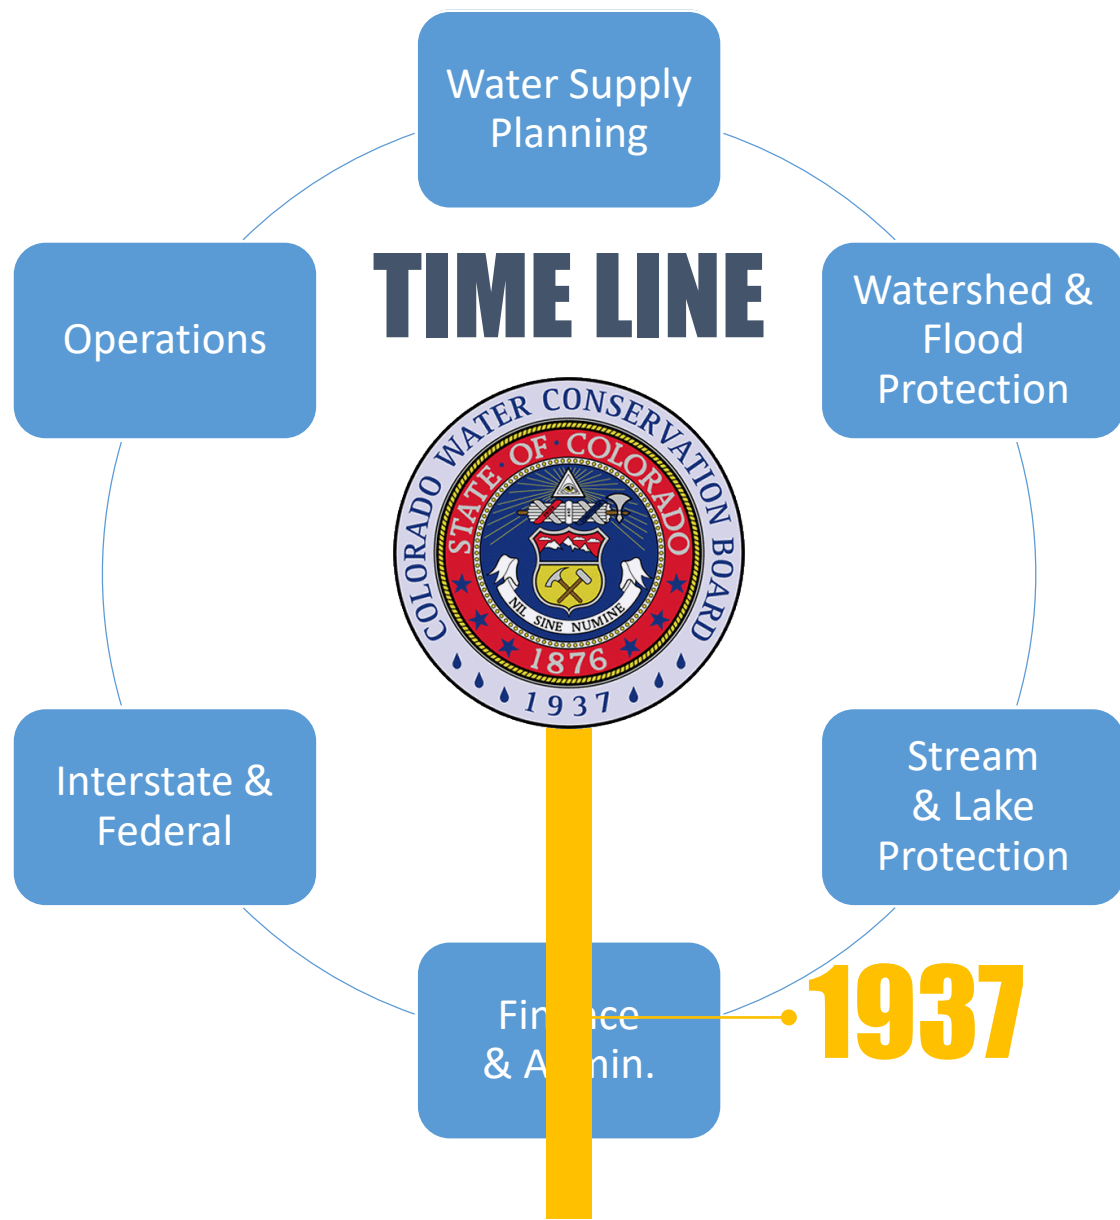 Water Supply
Planning
TIME LINE
Operations
Watershed &
Flood
Protection
COLORADO WATER CONSERVATION BOARD
STATE OF COLORADO
NIL SINE NUMINE
1876
1937
Interstate &
Federal
Stream
& Lake
Protection
1937
&